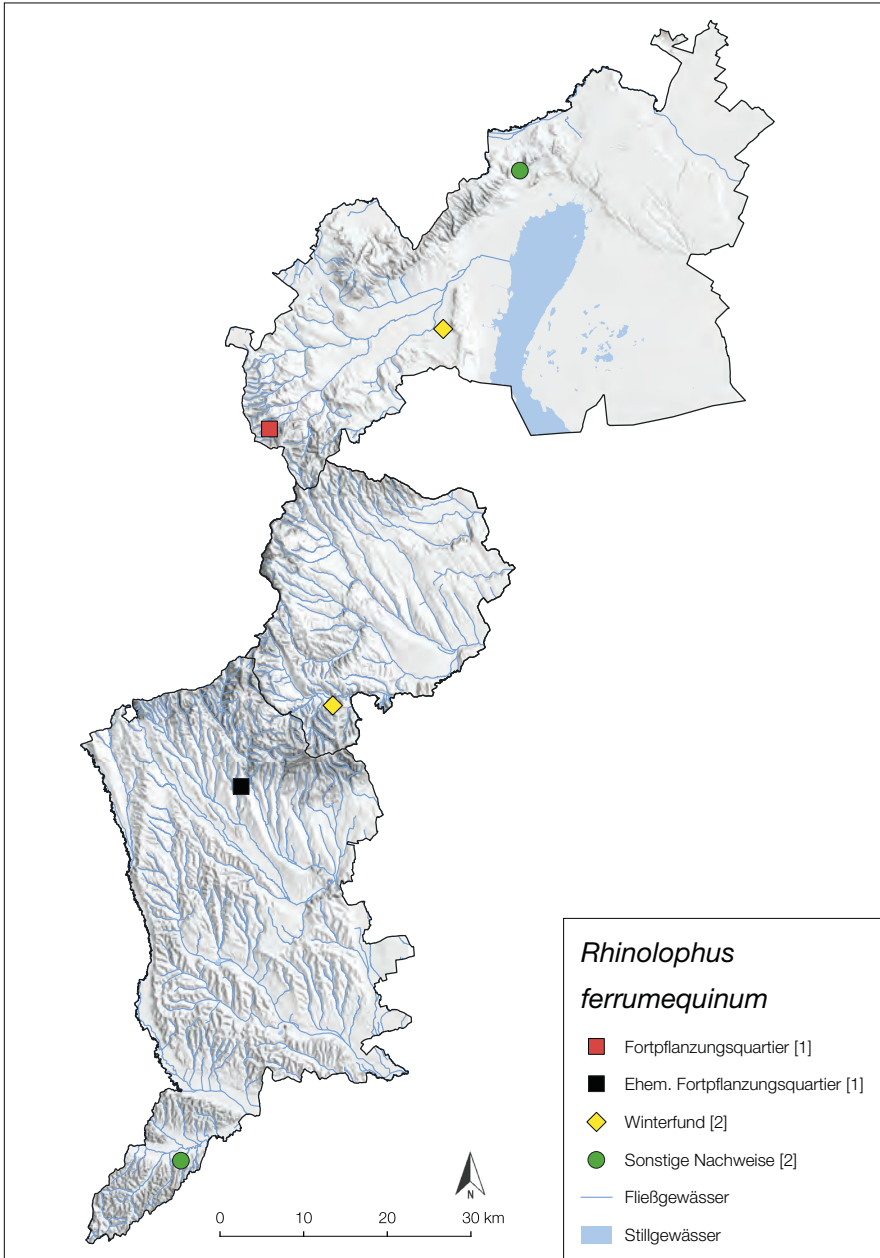 Rhinolophus
ferrumequinum
Fortpflanzungsquartier [1]
Ehem. Fortpflanzungsquartier [1]
Winterfund [2]
Sonstige Nachweise [2]
Fließgewässer
Stillgewässer
N
0 10 20 30 km